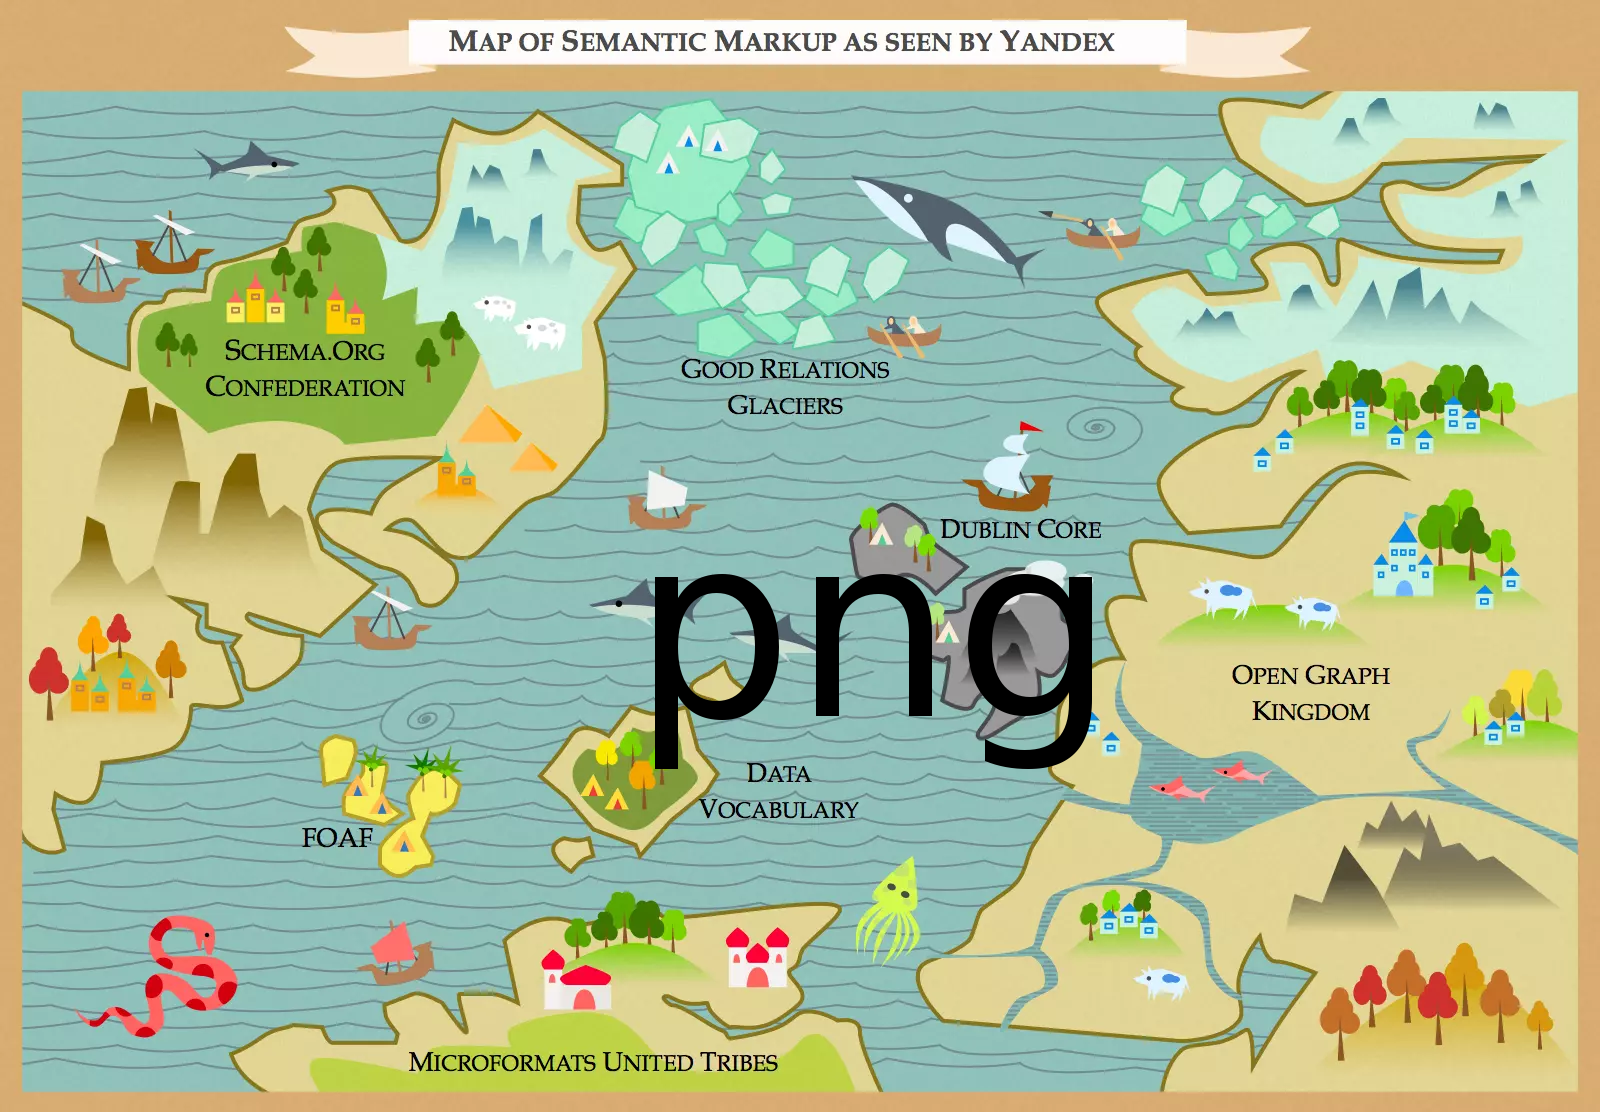 MAP OF SEMANTIC MARKUP AS SEEN BY YANDEX
SCHEMA.ORG
CONFEDERATION
GOOD RELATIONS
GLACIERS
DUBLIN CORE
png
OPEN GRAPH
KINGDOM
DATA
VOCABULARY
FOAF
MICROFORMATS UNITED TRIBES